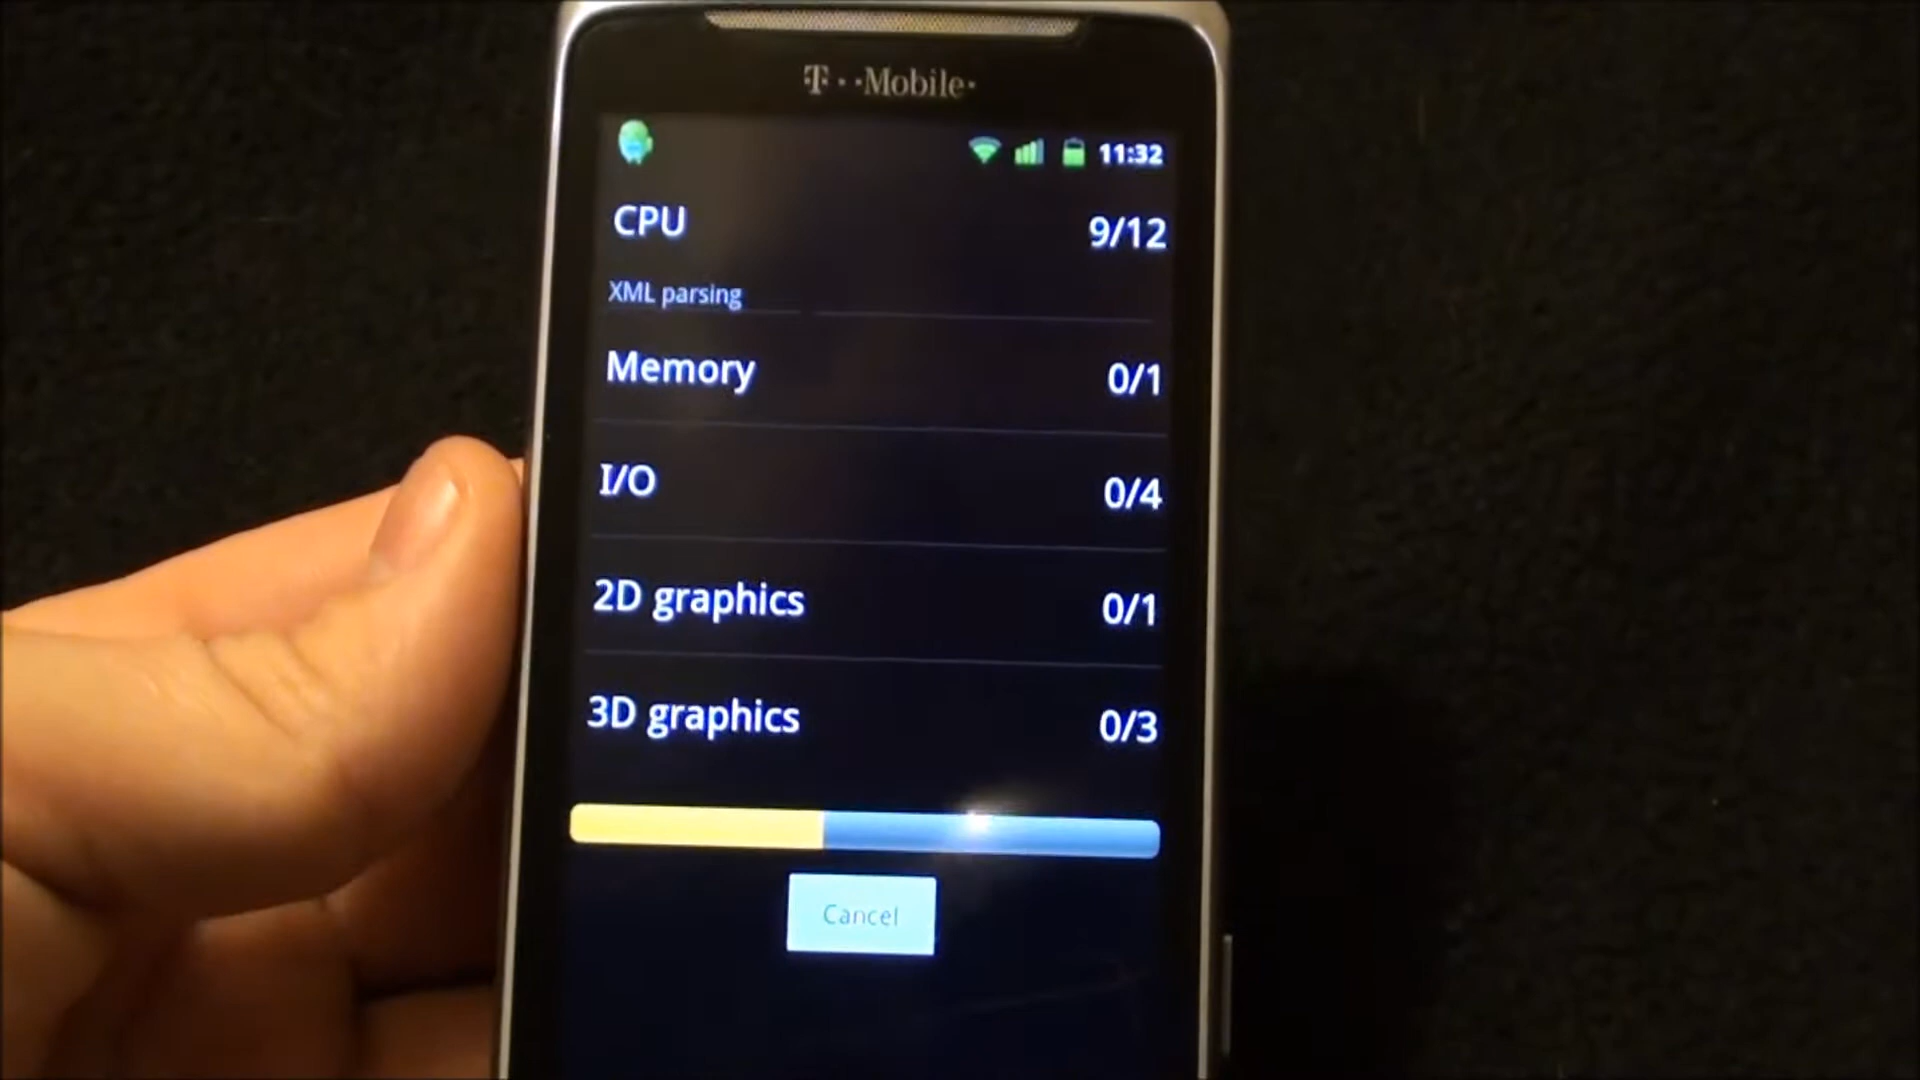 T··Mobile·
11:32
CPU 9/12
XML parsing
Memory 0/1
I/O 0/4
2D graphics 0/1
3D graphics 0/3
Cancel